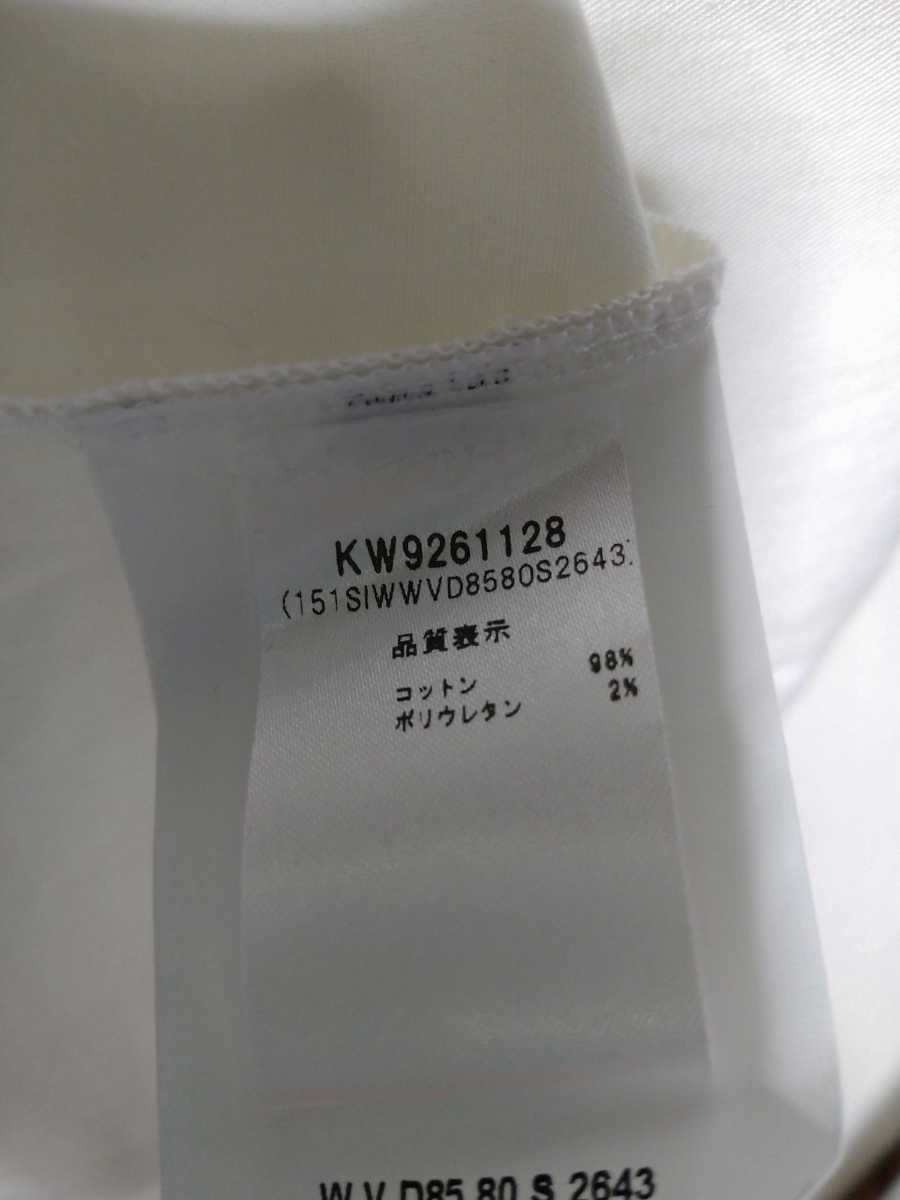 KW9261128
(151SIWWVD8580S2643)
品質表示
コットン 98%
ポリウレタン 2%
W.V.D85.80.S.2643